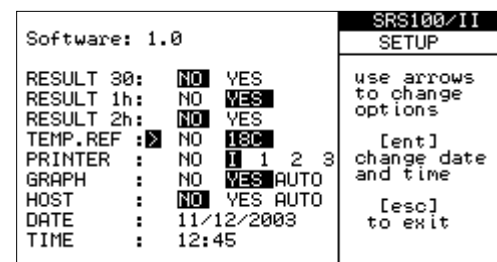 Software: 1.0
RESULT 30: NO YES
RESULT 1h: NO YES
RESULT 2h: NO YES
TEMP.REF :> NO 18C
PRINTER : NO I 1 2 3
GRAPH : NO YES AUTO
HOST : NO YES AUTO
DATE : 11/12/2003
TIME : 12:45
SRS100/II
SETUP
use arrows
to change
options
[ent]
change date
and time
[esc]
to exit